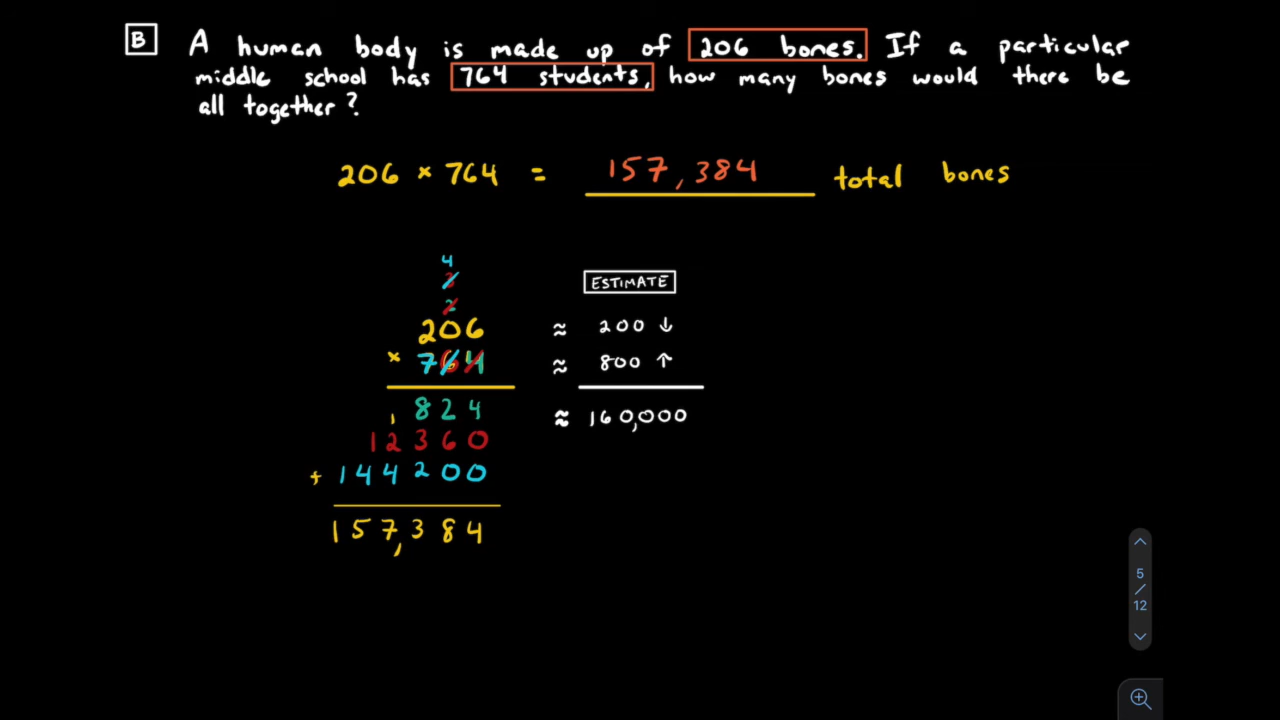 B A human body is made up of 206 bones. If a particular
middle school has 764 students, how many bones would there be
all together?
206 × 764 = 157,384 total bones
4
3
2
ESTIMATE
206 ≈ 200 ↓
× 764 ≈ 800 ↑
1
824 ≈ 160,000
12360
+ 144200
157,384
5
/
12